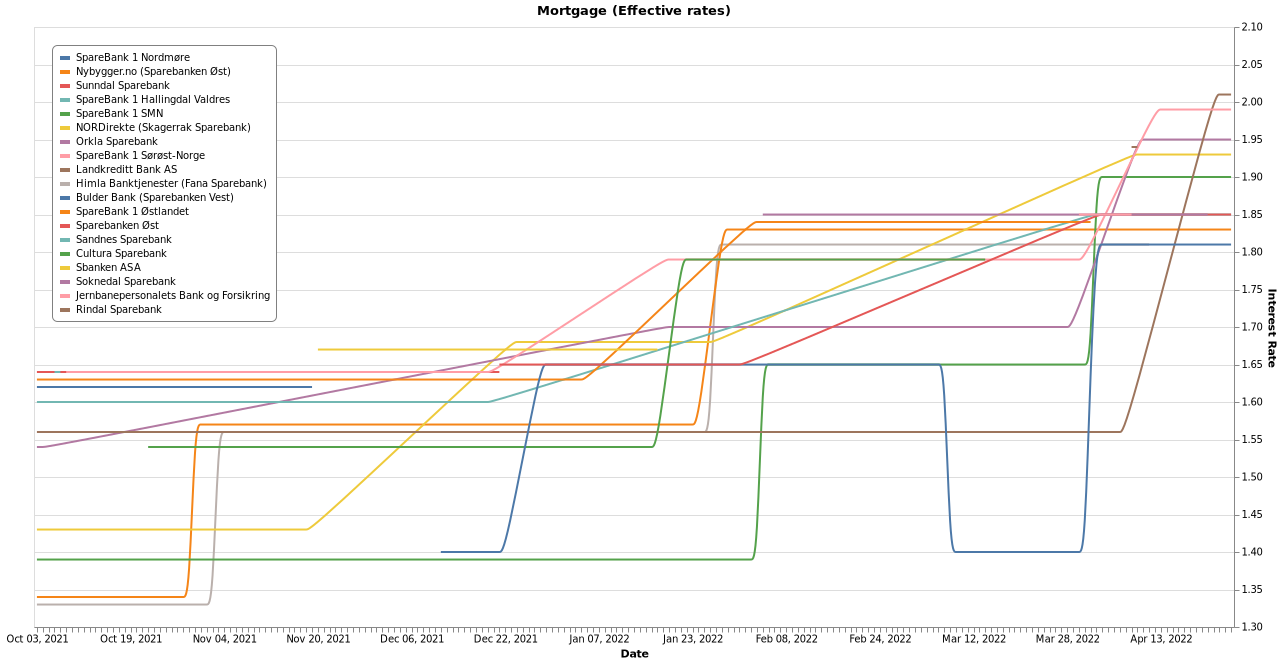 Mortgage (Effective rates)
SpareBank 1 Nordmøre
Nybygger.no (Sparebanken Øst)
Sunndal Sparebank
SpareBank 1 Hallingdal Valdres
SpareBank 1 SMN
NORDirekte (Skagerrak Sparebank)
Orkla Sparebank
SpareBank 1 Sørøst-Norge
Landkreditt Bank AS
Himla Banktjenester (Fana Sparebank)
Bulder Bank (Sparebanken Vest)
SpareBank 1 Østlandet
Sparebanken Øst
Sandnes Sparebank
Cultura Sparebank
Sbanken ASA
Soknedal Sparebank
Jernbanepersonalets Bank og Forsikring
Rindal Sparebank
2.10
2.05
2.00
1.95
1.90
1.85
1.80
1.75
1.70
1.65
1.60
1.55
1.50
1.45
1.40
1.35
1.30
Interest Rate
Oct 03, 2021 Oct 19, 2021 Nov 04, 2021 Nov 20, 2021 Dec 06, 2021 Dec 22, 2021 Jan 07, 2022 Jan 23, 2022 Feb 08, 2022 Feb 24, 2022 Mar 12, 2022 Mar 28, 2022 Apr 13, 2022
Date